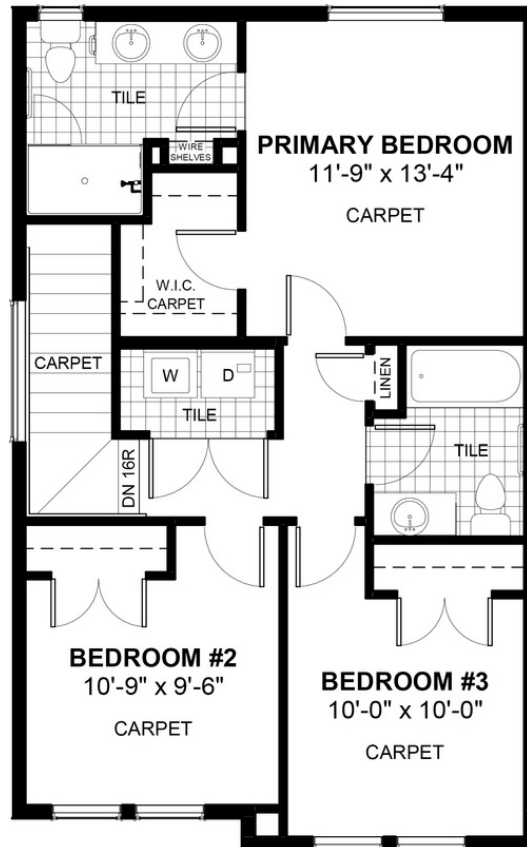 TILE
WIRE
SHELVES
PRIMARY BEDROOM
11'-9" x 13'-4"
CARPET
W.I.C.
CARPET
CARPET
W
D
TILE
LINEN
TILE
DN 16R
BEDROOM #2
10'-9" x 9'-6"
CARPET
BEDROOM #3
10'-0" x 10'-0"
CARPET